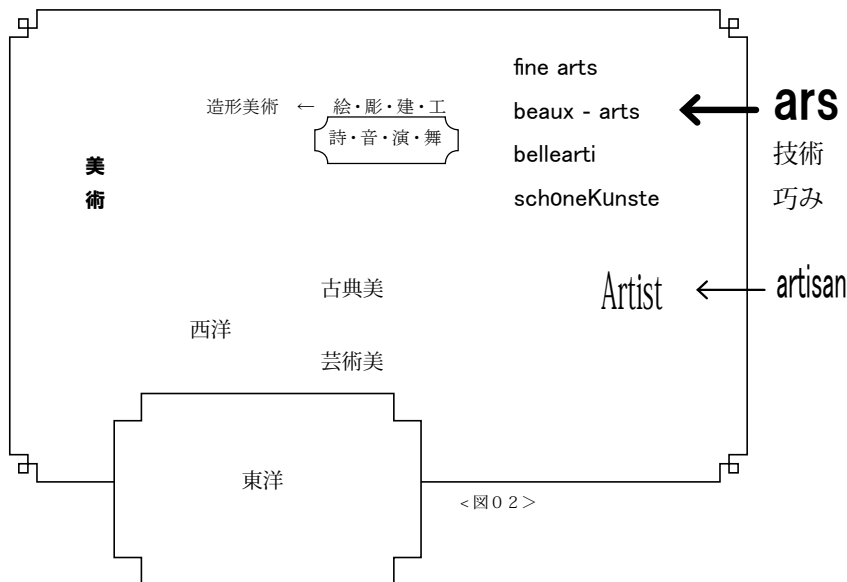 fine arts
ars
造形美術 ← 絵・彫・建・工
beaux - arts
詩・音・演・舞
技術
bellearti
美術
schoneKunste
巧み
古典美
Artist
artisan
西洋
芸術美
東洋
<図02>